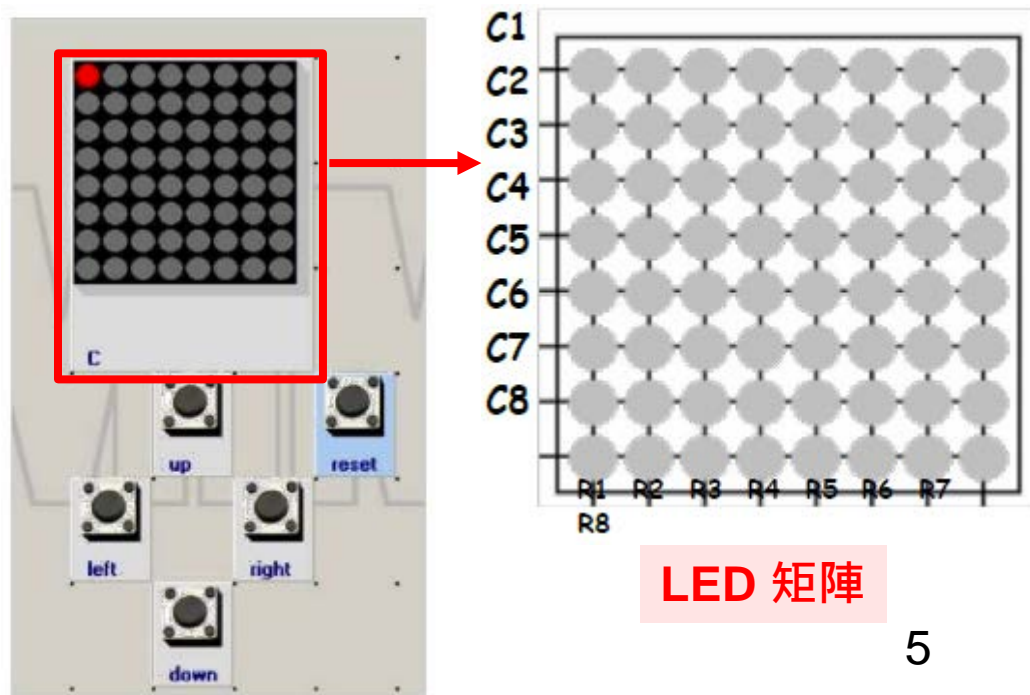 C
up
reset
left
right
down
C1
C2
C3
C4
C5
C6
C7
C8
R1 R2 R3 R4 R5 R6 R7
R8
LED 矩陣
5